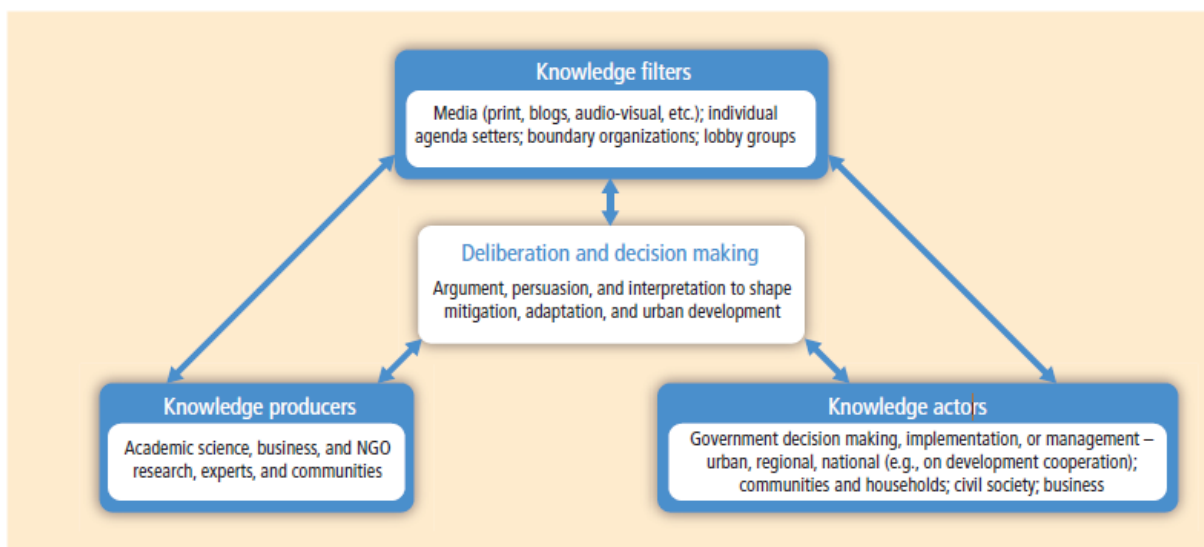 Knowledge filters
Media (print, blogs, audio-visual, etc.); individual
agenda setters; boundary organizations; lobby groups
Deliberation and decision making
Argument, persuasion, and interpretation to shape
mitigation, adaptation, and urban development
Knowledge producers
Academic science, business, and NGO
research, experts, and communities
Knowledge actors
Government decision making, implementation, or management –
urban, regional, national (e.g., on development cooperation);
communities and households; civil society; business